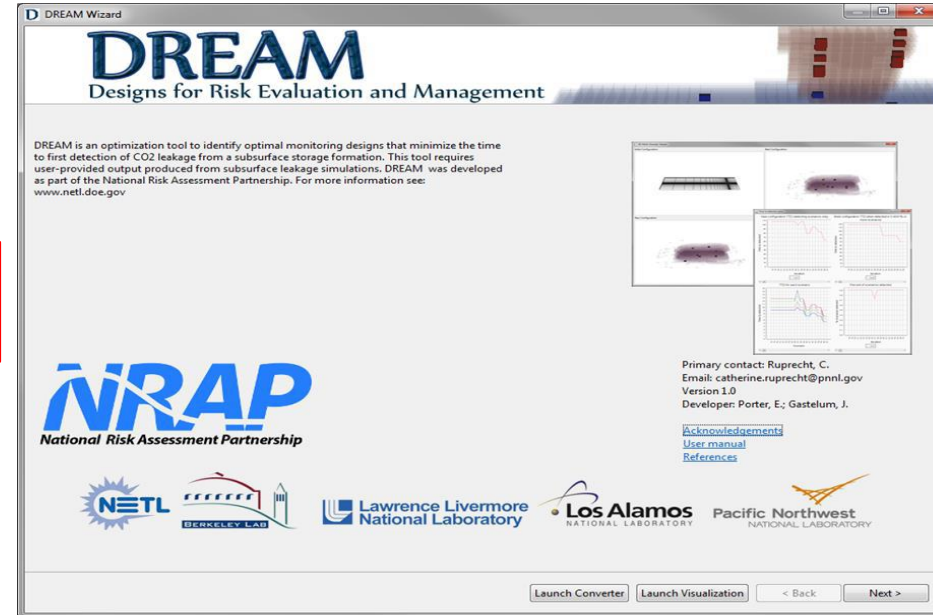 DREAM Wizard
DREAM
Designs for Risk Evaluation and Management
DREAM is an optimization tool to identify optimal monitoring designs that minimize the time
to first detection of CO2 leakage from a subsurface storage formation. This tool requires
user-provided output produced from subsurface leakage simulations. DREAM was developed
as part of the National Risk Assessment Partnership. For more information see:
www.netl.doe.gov
Primary contact: Ruprecht, C.
Email: catherine.ruprecht@pnnl.gov
Version 1.0
Developer: Porter, E.; Gastelum, J.
Acknowledgements
User manual
References
NRAP
National Risk Assessment Partnership
NETL
BERKELEY LAB
Lawrence Livermore
National Laboratory
Los Alamos
NATIONAL LABORATORY
Pacific Northwest
NATIONAL LABORATORY
Launch Converter
Launch Visualization
< Back
Next >